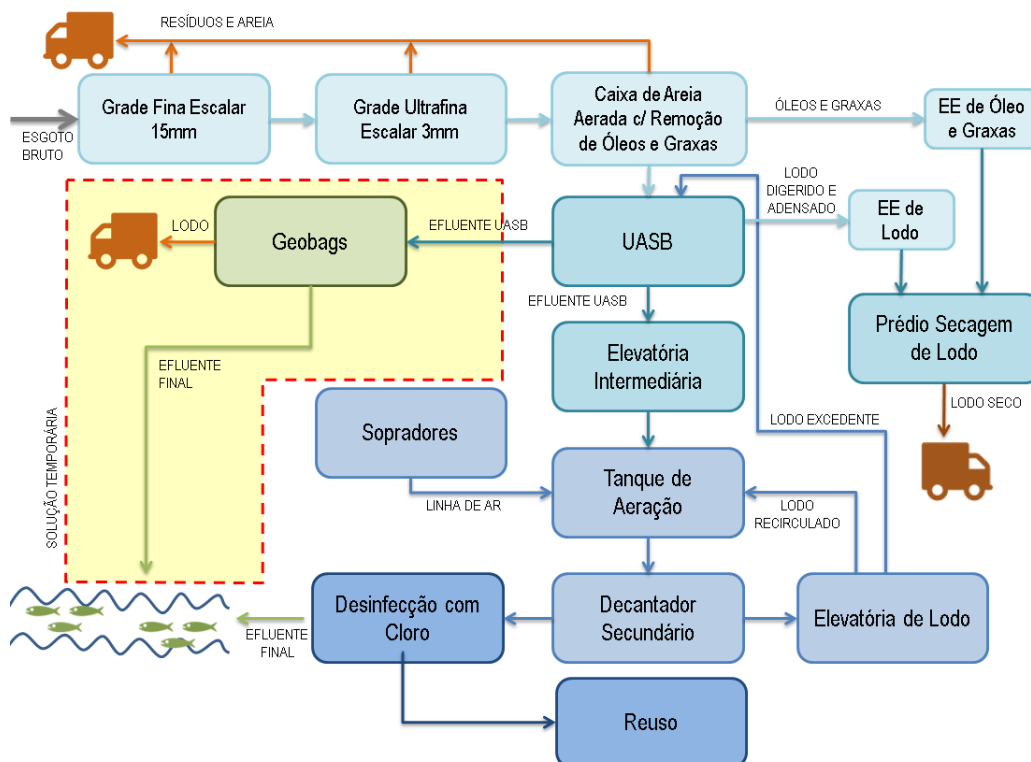 RESÍDUOS E AREIA
Grade Fina Escalar
15mm
Grade Ultrafina
Escalar 3mm
Caixa de Areia
Aerada c/ Remoção
de Óleos e Graxas
ÓLEOS E GRAXAS
EE de Óleo
e Graxas
ESGOTO
BRUTO
LODO
DIGERIDO E
ADENSADO
EE de
Lodo
LODO
Geobags
EFLUENTE UASB
UASB
EFLUENTE UASB
Prédio Secagem
de Lodo
Elevatória
Intermediária
EFLUENTE
FINAL
SOLUÇÃO TEMPORÁRIA
Sopradores
LODO EXCEDENTE
LODO SECO
LINHA DE AR
Tanque de
Aeração
LODO
RECIRCULADO
Desinfecção com
Cloro
Decantador
Secundário
Elevatória de Lodo
EFLUENTE
FINAL
Reuso